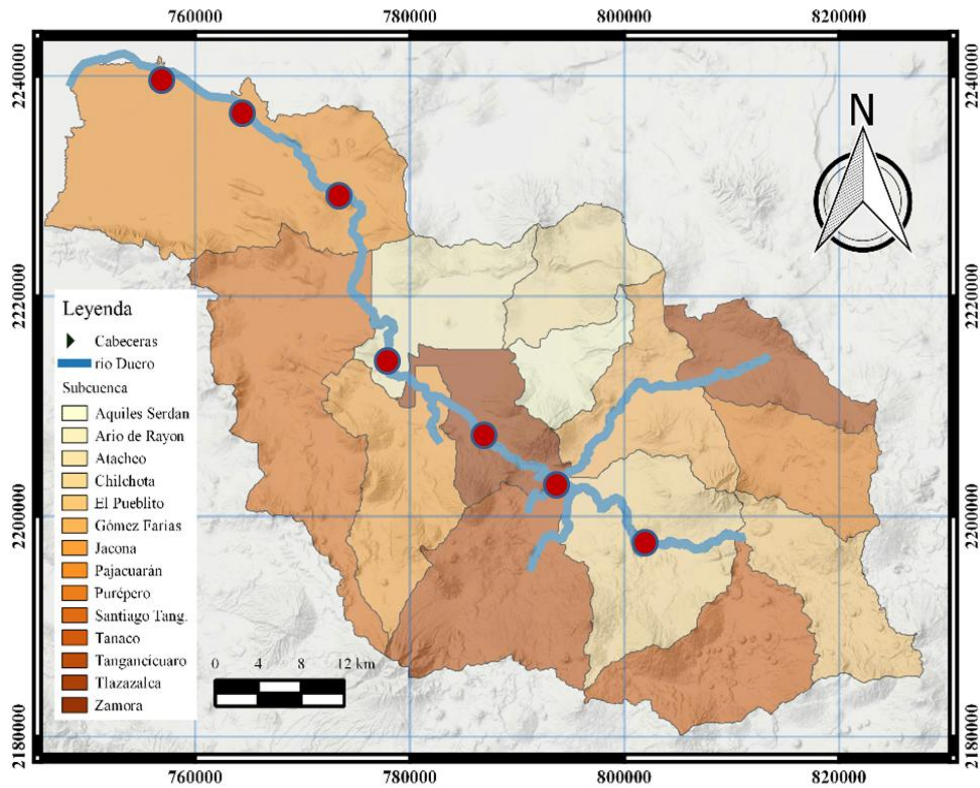 760000 780000 800000 820000
2240000 2240000
N
2220000 2220000
Leyenda
Cabeceras
rio Duero
Subcuenca
Aquiles Serdan
Ario de Rayon
Atacheo
Chilchota
El Pueblito
Gómez Farías
Jacona
Pajacuarán
Purépero
Santiago Tang.
Tanaco
Tangancícuaro
Tlazazalca
Zamora
2200000 2200000
0 4 8 12 km
2180000 2180000
760000 780000 800000 820000